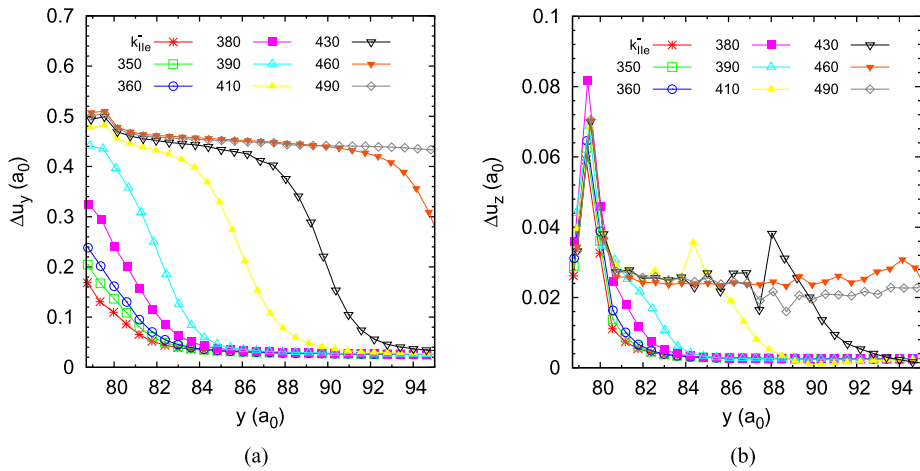 0.7
0.6
0.5
0.4
0.3
0.2
0.1
0
Δu_y (a_0)
k^-_IIe 380 430
350 390 460
360 410 490
80 82 84 86 88 90 92 94
y (a_0)
(a)
0.1
0.08
0.06
0.04
0.02
0
Δu_z (a_0)
k^-_IIe 380 430
350 390 460
360 410 490
78 80 82 84 86 88 90 92 94
y (a_0)
(b)